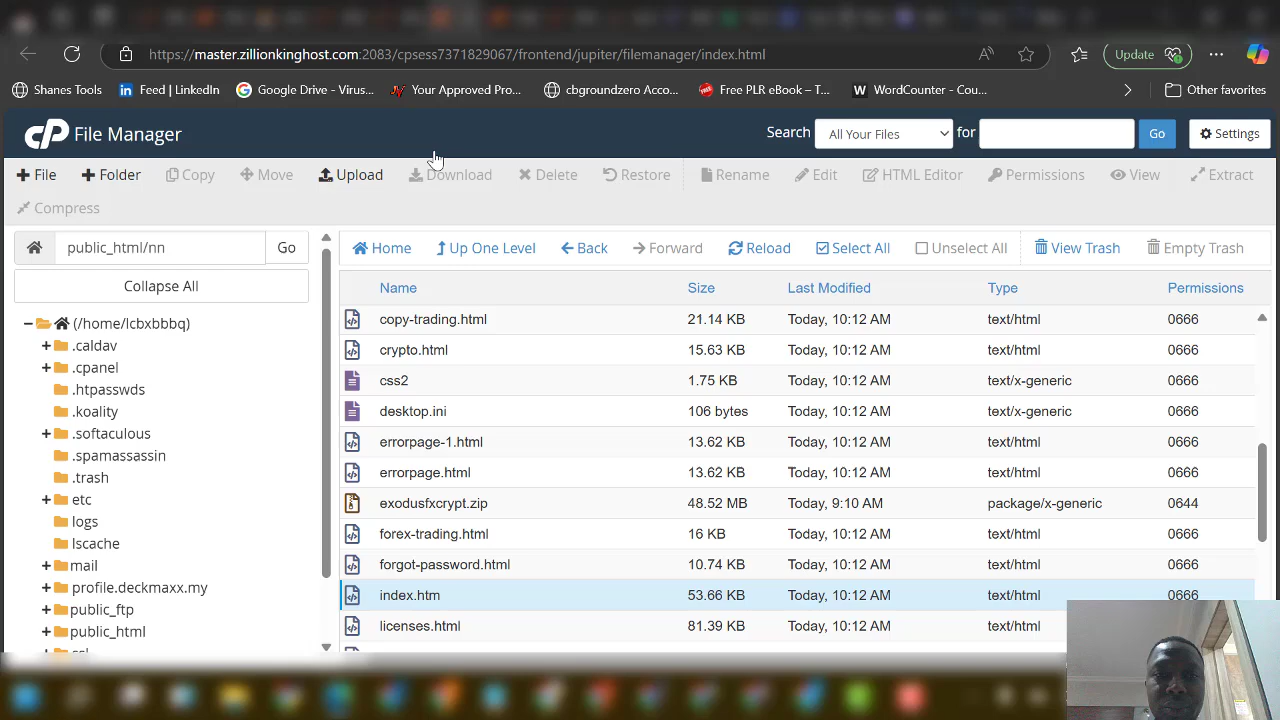 https://master.zillionkinghost.com:2083/cpsess7371829067/frontend/jupiter/filemanager/index.html
Update
Shanes Tools
Feed | LinkedIn
Google Drive - Virus...
Your Approved Pro...
cbgroundzero Acco...
Free PLR eBook – T...
WordCounter - Cou...
Other favorites
cP File Manager
Search All Your Files for Go Settings
File Folder Copy Move Upload Download Delete Restore Rename Edit HTML Editor Permissions View Extract
Compress
public_html/nn Go
Home Up One Level Back Forward Reload Select All Unselect All View Trash Empty Trash
Collapse All
(/home/lcbxbbbq)
.caldav
.cpanel
.htpasswds
.koality
.softaculous
.spamassassin
.trash
etc
logs
lscache
mail
profile.deckmaxx.my
public_ftp
public_html
Name Size Last Modified Type Permissions
copy-trading.html 21.14 KB Today, 10:12 AM text/html 0666
crypto.html 15.63 KB Today, 10:12 AM text/html 0666
css2 1.75 KB Today, 10:12 AM text/x-generic 0666
desktop.ini 106 bytes Today, 10:12 AM text/x-generic 0666
errorpage-1.html 13.62 KB Today, 10:12 AM text/html 0666
errorpage.html 13.62 KB Today, 10:12 AM text/html 0666
exodusfxcrypt.zip 48.52 MB Today, 9:10 AM package/x-generic 0644
forex-trading.html 16 KB Today, 10:12 AM text/html 0666
forgot-password.html 10.74 KB Today, 10:12 AM text/html 0666
index.htm 53.66 KB Today, 10:12 AM text/html 0666
licenses.html 81.39 KB Today, 10:12 AM text/html